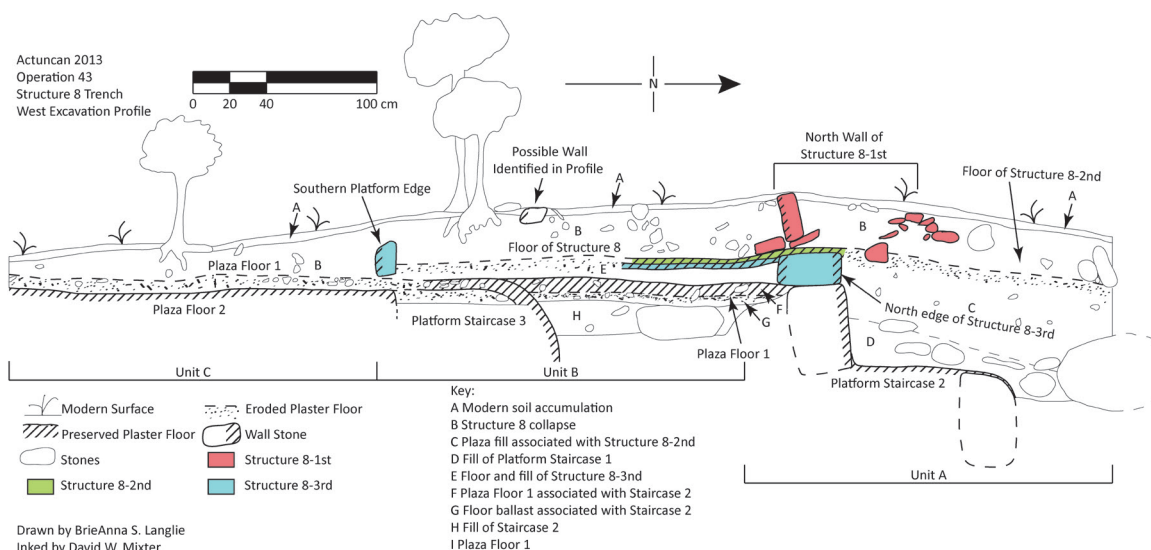 Actuncan 2013
Operation 43
Structure 8 Trench
West Excavation Profile
0 20 40 100 cm
N
North Wall of
Structure 8-1st
Possible Wall
Identified in Profile
A
Floor of Structure 8-2nd
A
Southern Platform Edge
A
B
B
Floor of Structure 8
Plaza Floor 1
B
E
C
Plaza Floor 2
Platform Staircase 3
H
F
G
North edge of Structure 8-3rd
D
Plaza Floor 1
Platform Staircase 2
Unit C
Unit B
Unit A
Modern Surface
Eroded Plaster Floor
Preserved Plaster Floor
Wall Stone
Stones
Structure 8-1st
Structure 8-2nd
Structure 8-3rd
Key:
A Modern soil accumulation
B Structure 8 collapse
C Plaza fill associated with Structure 8-2nd
D Fill of Platform Staircase 1
E Floor and fill of Structure 8-3nd
F Plaza Floor 1 associated with Staircase 2
G Floor ballast associated with Staircase 2
H Fill of Staircase 2
I Plaza Floor 1
Drawn by BrieAnna S. Langlie
Inked by David W. Mixter